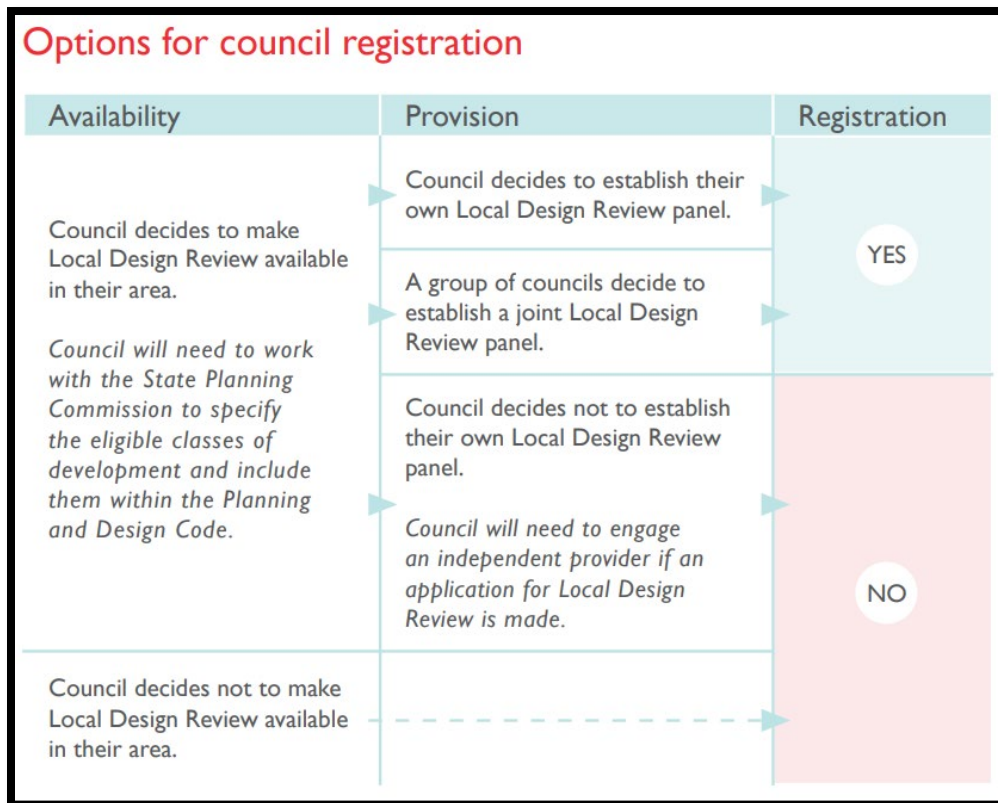 Options for council registration
Availability
Provision
Registration
Council decides to make
Local Design Review available
in their area.
Council will need to work
with the State Planning
Commission to specify
the eligible classes of
development and include
them within the Planning
and Design Code.
Council decides to establish their
own Local Design Review panel.
A group of councils decide to
establish a joint Local Design
Review panel.
YES
Council decides not to establish
their own Local Design Review
panel.
Council will need to engage
an independent provider if an
application for Local Design
Review is made.
NO
Council decides not to make
Local Design Review available
in their area.